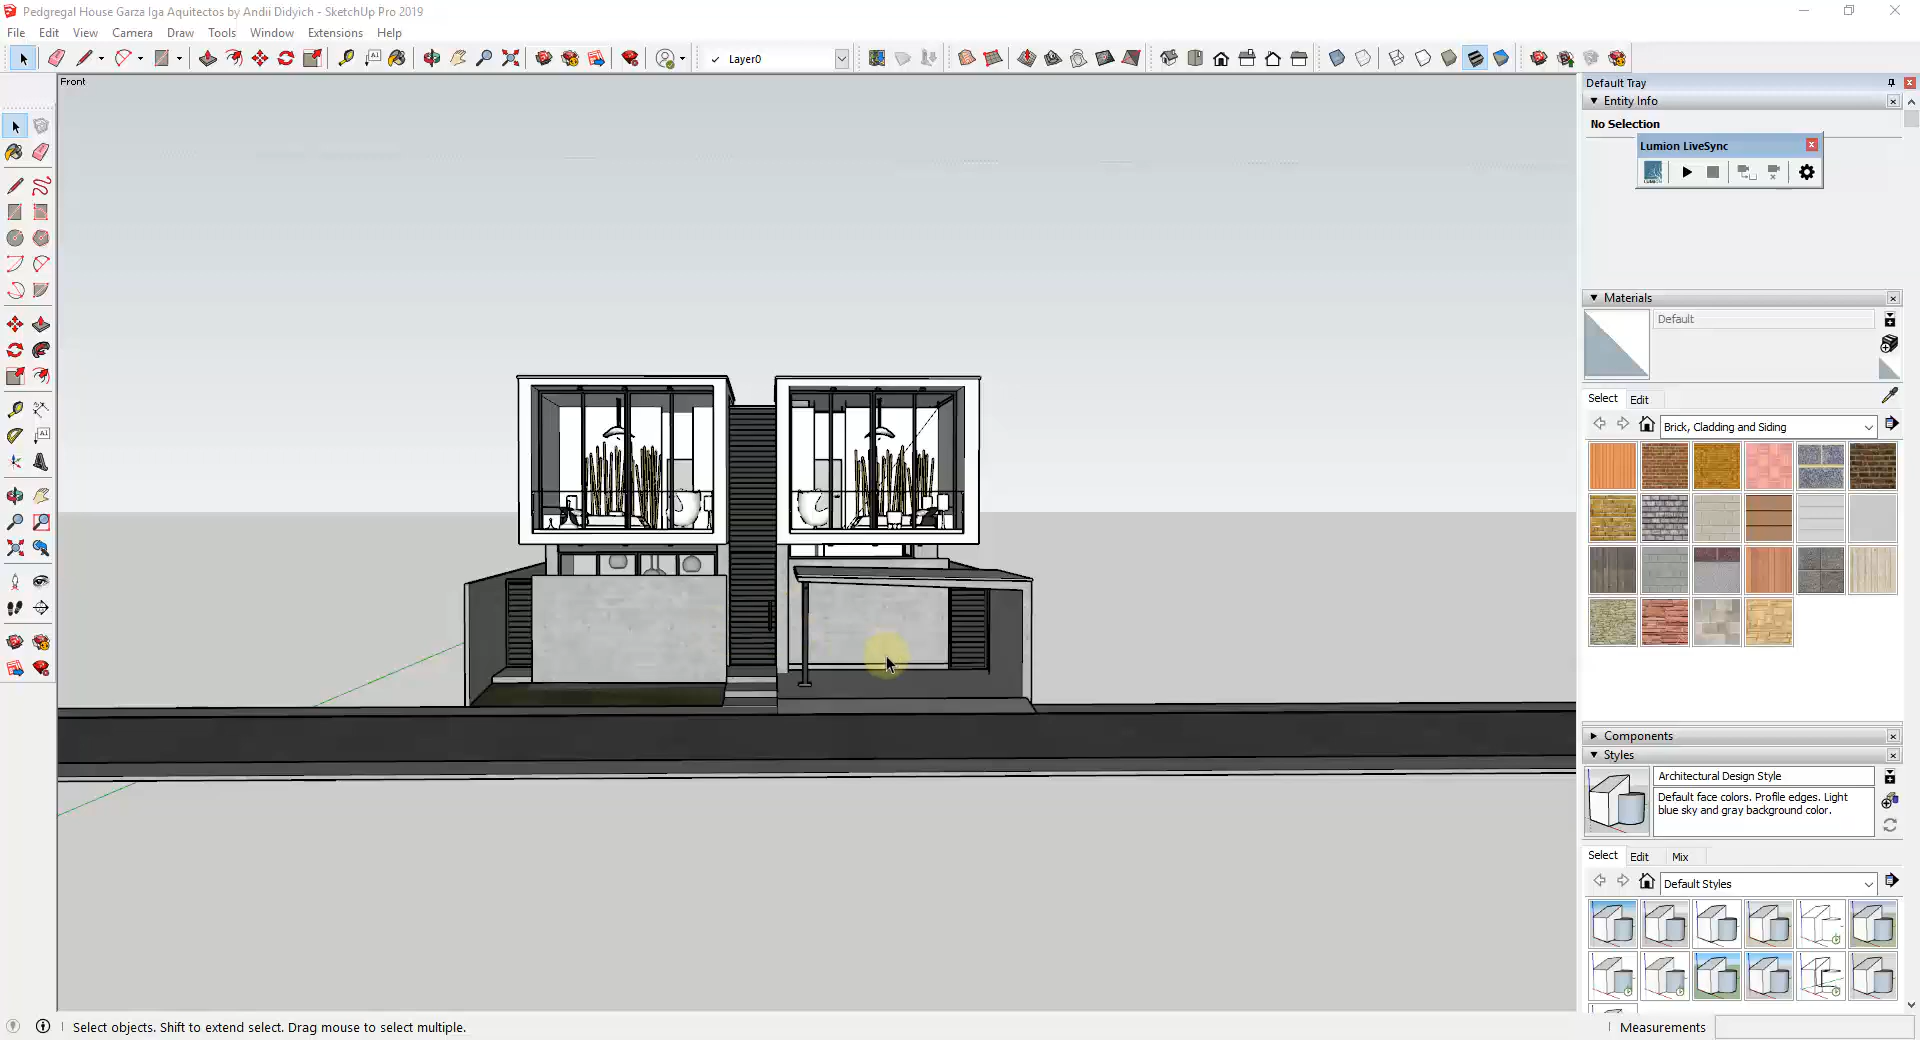 Pedgregal House Garza Iga Aquitectos by Andii Didyich - SketchUp Pro 2019
File Edit View Camera Draw Tools Window Extensions Help
Layer0
Front
Default Tray
Entity Info
No Selection
Lumion LiveSync
LUMION
Materials
Default
Select Edit
Brick, Cladding and Siding
Components
Styles
Architectural Design Style
Default face colors. Profile edges. Light
blue sky and gray background color.
Select Edit Mix
Default Styles
Select objects. Shift to extend select. Drag mouse to select multiple.
Measurements